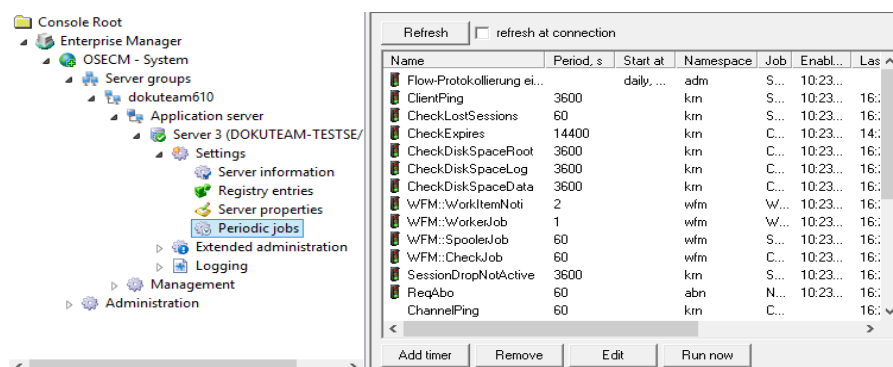 Console Root
Enterprise Manager
OSECM - System
Server groups
dokuteam610
Application server
Server 3 (DOKUTEAM-TESTSE/
Settings
Server information
Registry entries
Server properties
Periodic jobs
Extended administration
Logging
Management
Administration
Refresh refresh at connection
Name Period, s Start at Namespace Job Enabl... Las
Flow-Protokollierung ei... daily, ... adm S... 10:23...
ClientPing 3600 krn S... 10:23... 16:
CheckLostSessions 60 krn S... 10:23... 16:
CheckExpires 14400 krn C... 10:23... 14:
CheckDiskSpaceRoot 3600 krn C... 10:23... 16:
CheckDiskSpaceLog 3600 krn C... 10:23... 16:
CheckDiskSpaceData 3600 krn C... 10:23... 16:
WFM::WorkItemNoti 2 wfm W... 10:23... 16:
WFM::WorkerJob 1 wfm W... 10:23... 16:
WFM::SpoolerJob 60 wfm S... 10:23... 16:
WFM::CheckJob 60 wfm C... 10:23... 16:
SessionDropNotActive 3600 krn S... 10:23... 16:
ReqAbo 60 abn N... 10:23... 16:
ChannelPing 60 krn C... 16:
Add timer Remove Edit Run now